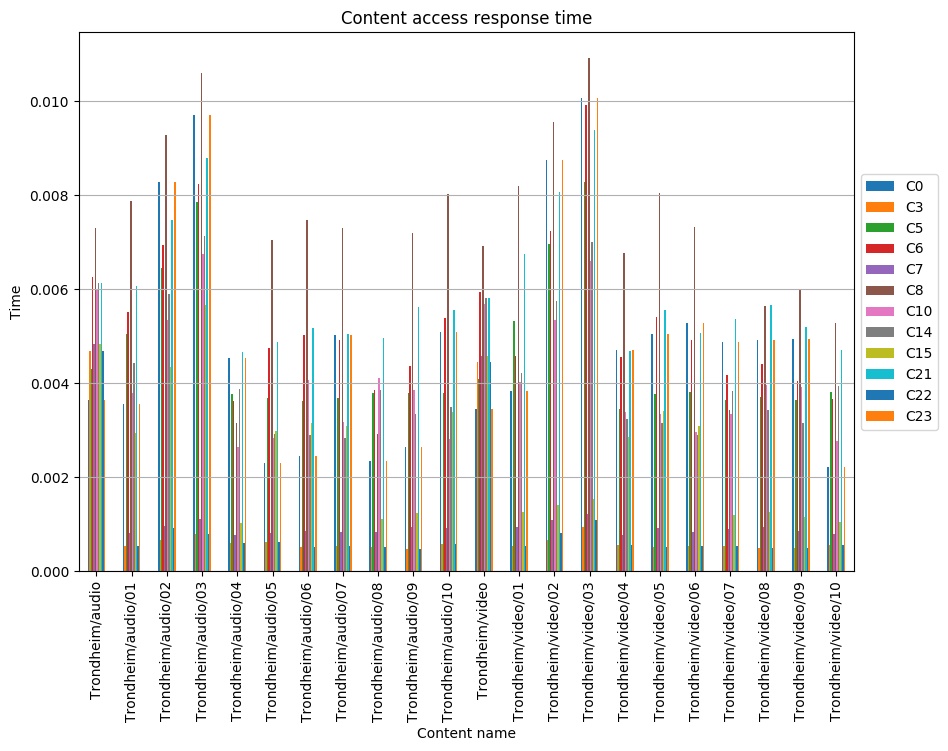 Content access response time
Time
0.010
0.008
0.006
0.004
0.002
0.000
C0
C3
C5
C6
C7
C8
C10
C14
C15
C21
C22
C23
Trondheim/audio
Trondheim/audio/01
Trondheim/audio/02
Trondheim/audio/03
Trondheim/audio/04
Trondheim/audio/05
Trondheim/audio/06
Trondheim/audio/07
Trondheim/audio/08
Trondheim/audio/09
Trondheim/audio/10
Trondheim/video
Trondheim/video/01
Trondheim/video/02
Trondheim/video/03
Trondheim/video/04
Trondheim/video/05
Trondheim/video/06
Trondheim/video/07
Trondheim/video/08
Trondheim/video/09
Trondheim/video/10
Content name